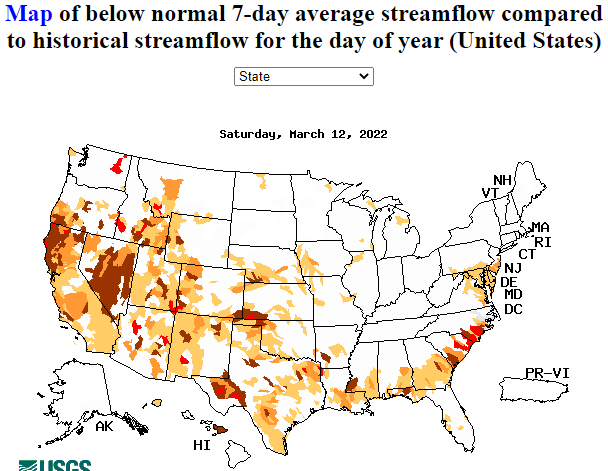 Map of below normal 7-day average streamflow compared
to historical streamflow for the day of year (United States)
State
Saturday, March 12, 2022
NH
VT
MA
RI
CT
NJ
DE
MD
DC
PR-VI
AK
HI
USGS